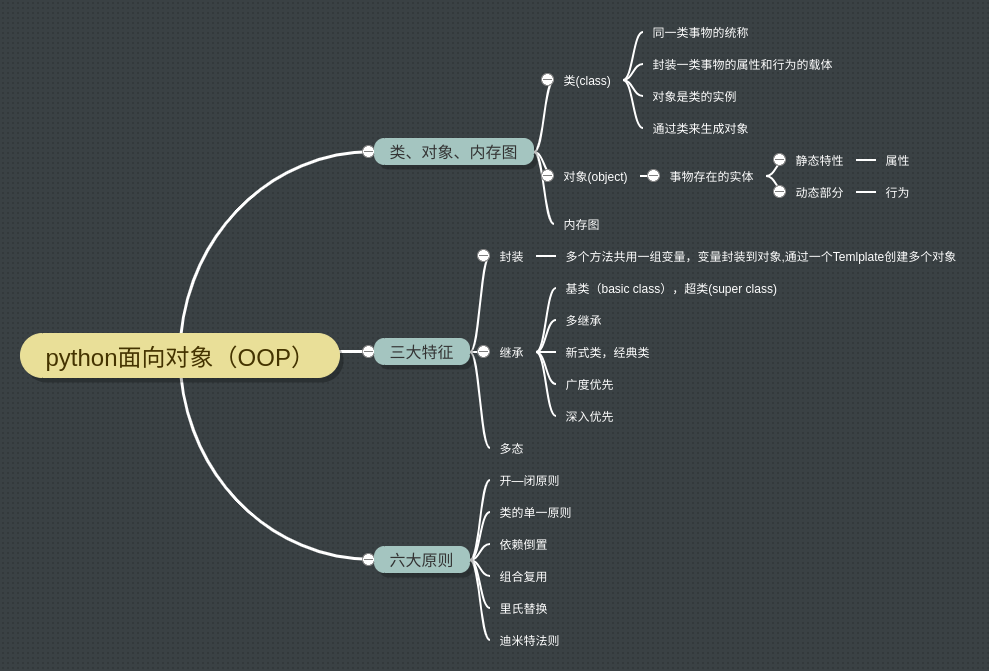 python面向对象（OOP）
类、对象、内存图
类(class)
同一类事物的统称
封装一类事物的属性和行为的载体
对象是类的实例
通过类来生成对象
对象(object)
事物存在的实体
静态特性
属性
动态部分
行为
内存图
三大特征
封装
多个方法共用一组变量，变量封装到对象,通过一个Temlplate创建多个对象
继承
基类（basic class），超类(super class)
多继承
新式类，经典类
广度优先
深入优先
多态
六大原则
开—闭原则
类的单一原则
依赖倒置
组合复用
里氏替换
迪米特法则